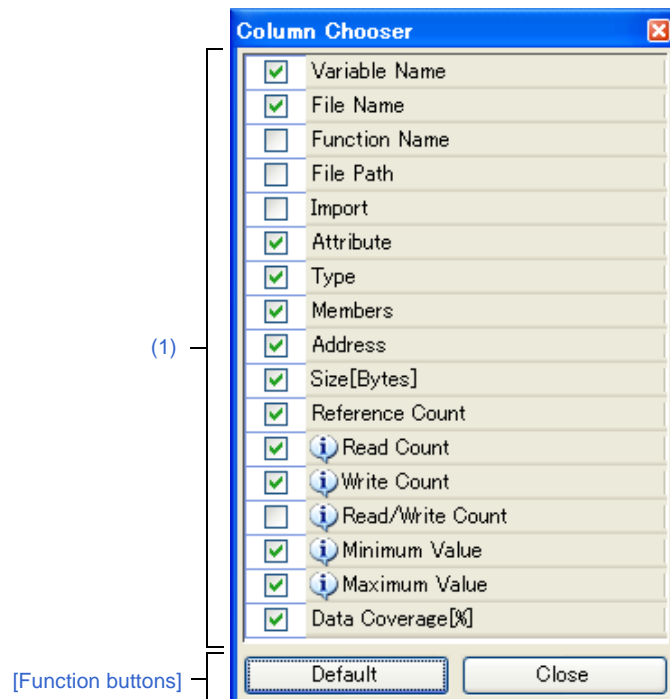 Column Chooser
Variable Name
File Name
Function Name
File Path
Import
Attribute
Type
Members
(1)
Address
Size[Bytes]
Reference Count
Read Count
Write Count
Read/Write Count
Minimum Value
Maximum Value
Data Coverage[%]
[Function buttons]
Default
Close